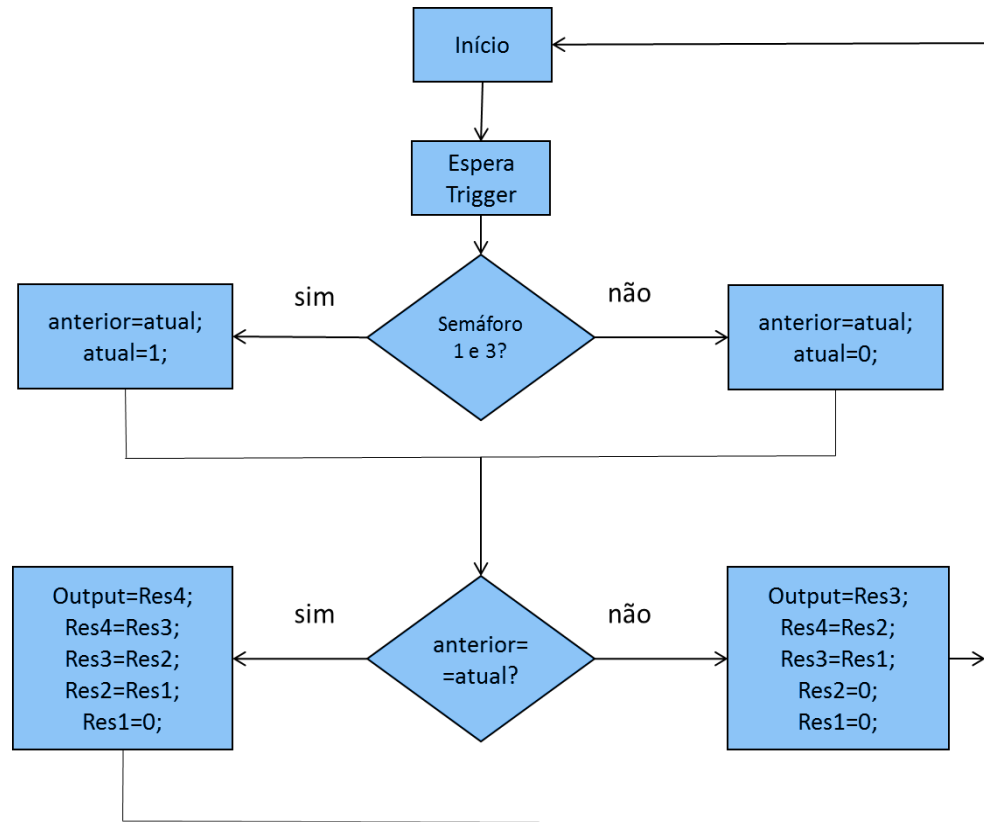 Início
Espera
Trigger
sim
não
anterior=atual;
atual=1;
Semáforo
1 e 3?
anterior=atual;
atual=0;
Output=Res4;
Res4=Res3;
Res3=Res2;
Res2=Res1;
Res1=0;
sim
anterior=
=atual?
não
Output=Res3;
Res4=Res2;
Res3=Res1;
Res2=0;
Res1=0;